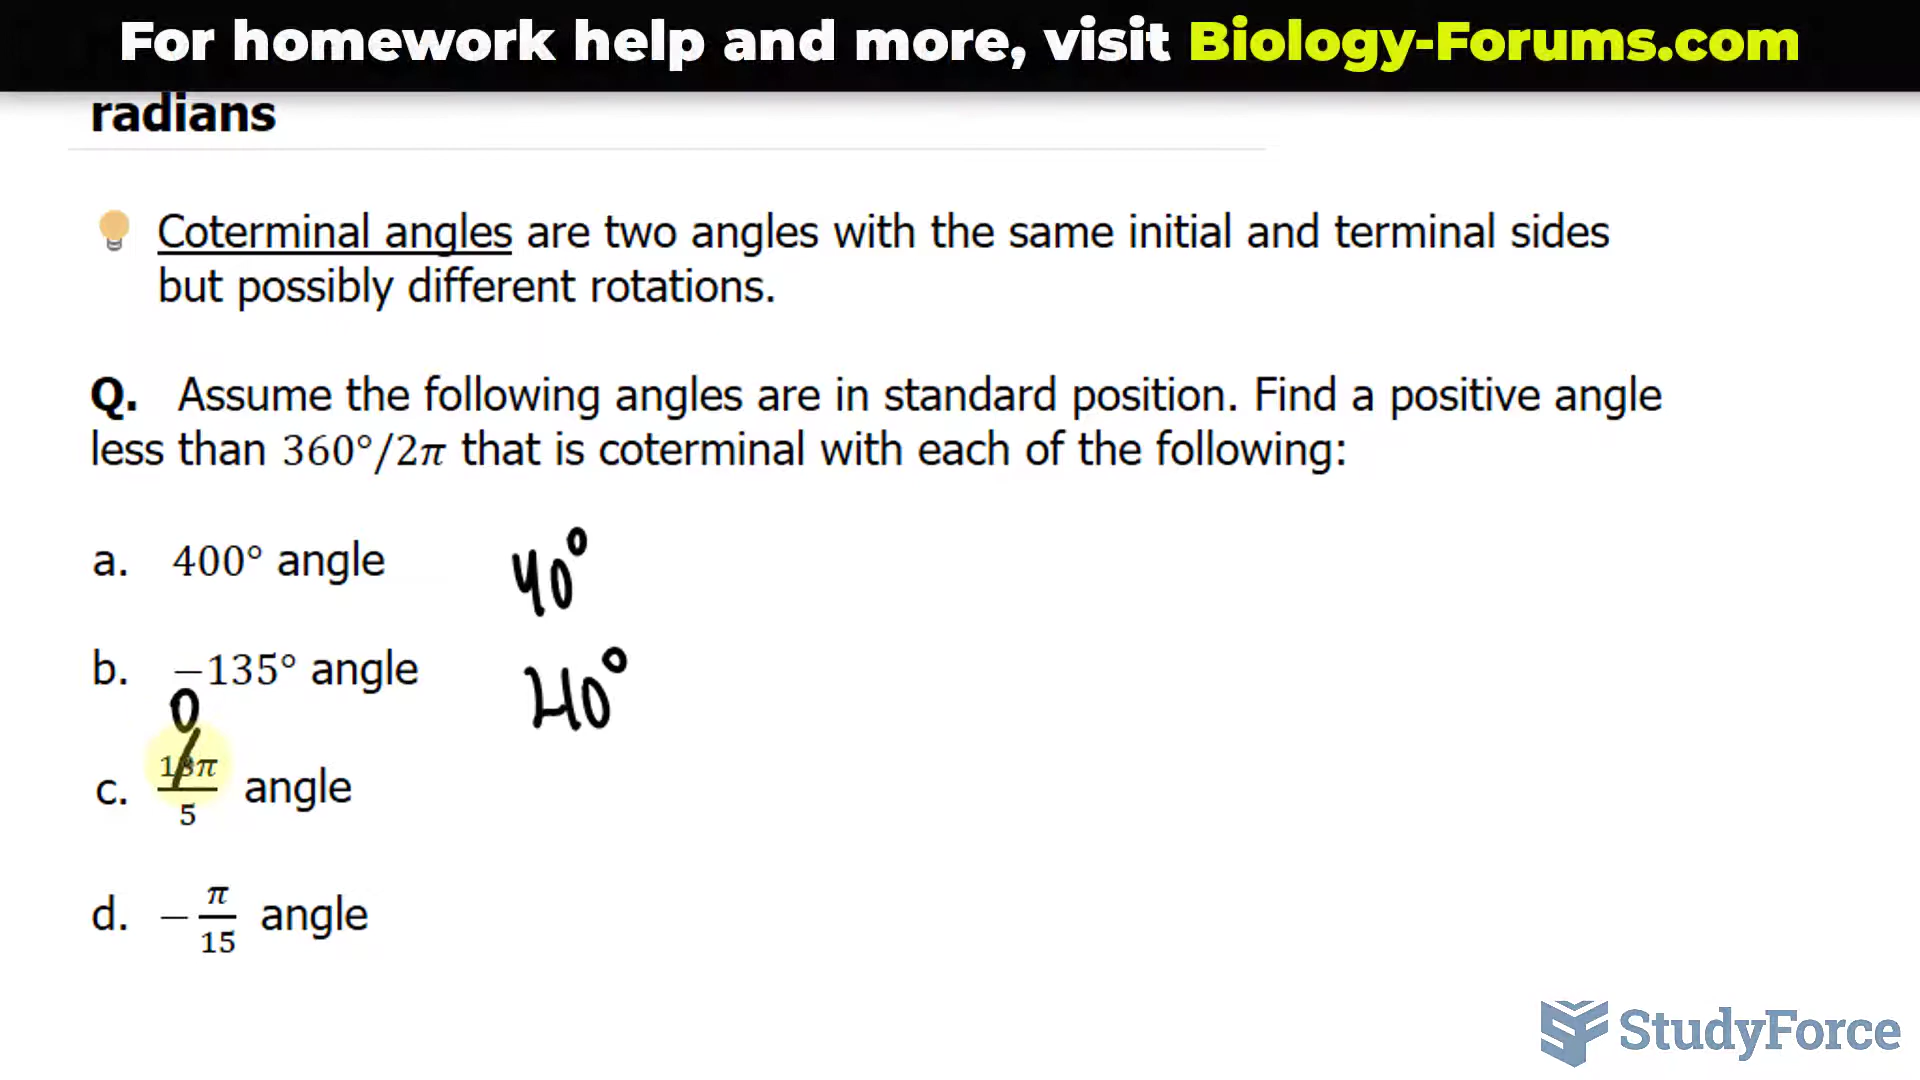 For homework help and more, visit Biology-Forums.com
radians
Coterminal angles are two angles with the same initial and terminal sides
but possibly different rotations.
Q. Assume the following angles are in standard position. Find a positive angle
less than 360°/2π that is coterminal with each of the following:
a. 400° angle 40°
b. −135° angle
0
c. angle
5
d. −π/15 angle
StudyForce